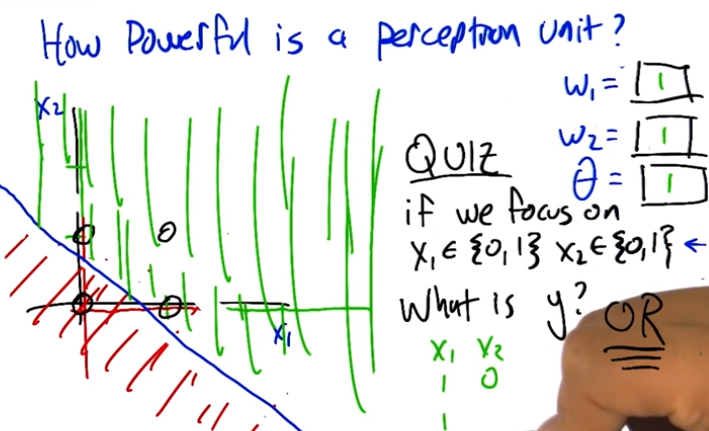 How Powerful is a perceptron unit?
x2
w1 = 1
w2 = 1
θ = 1
QUIZ
if we focus on
x1 ∈ {0,1} x2 ∈ {0,1} ←
What is y? OR
x1
x1 x2
1 0
1